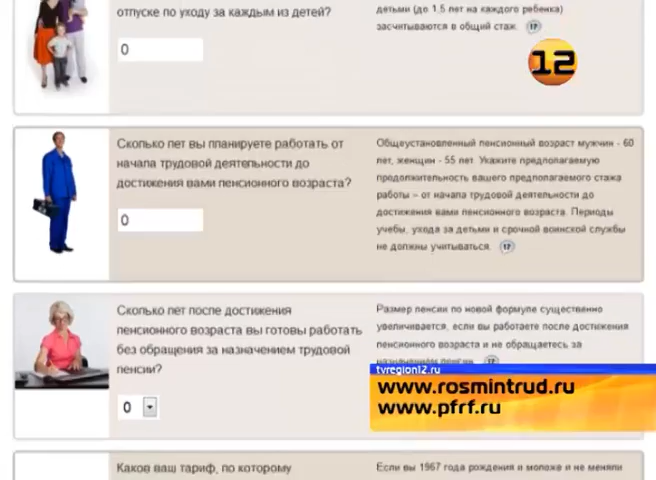 отпуске по уходу за каждым из детей?
0
детьми (до 1,5 лет на каждого ребенка)
засчитываются в общий стаж.
12
Сколько лет вы планируете работать от
начала трудовой деятельности до
достижения вами пенсионного возраста?
0
Общеустановленный пенсионный возраст мужчин - 60
лет, женщин - 55 лет. Укажите предполагаемую
продолжительность вашего предполагаемого стажа
работы – от начала трудовой деятельности до
достижения вами пенсионного возраста. Периоды
учебы, ухода за детьми и срочной воинской службы
не должны учитываться.
Сколько лет после достижения
пенсионного возраста вы готовы работать
без обращения за назначением трудовой
пенсии?
0
Размер пенсии по новой формуле существенно
увеличивается, если вы работаете после достижения
пенсионного возраста и не обращаетесь за
назначением пенсии.
tvregion12.ru
www.rosmintrud.ru
www.pfrf.ru
Каков ваш тариф, по которому
Если вы 1967 года рождения и моложе и не меняли